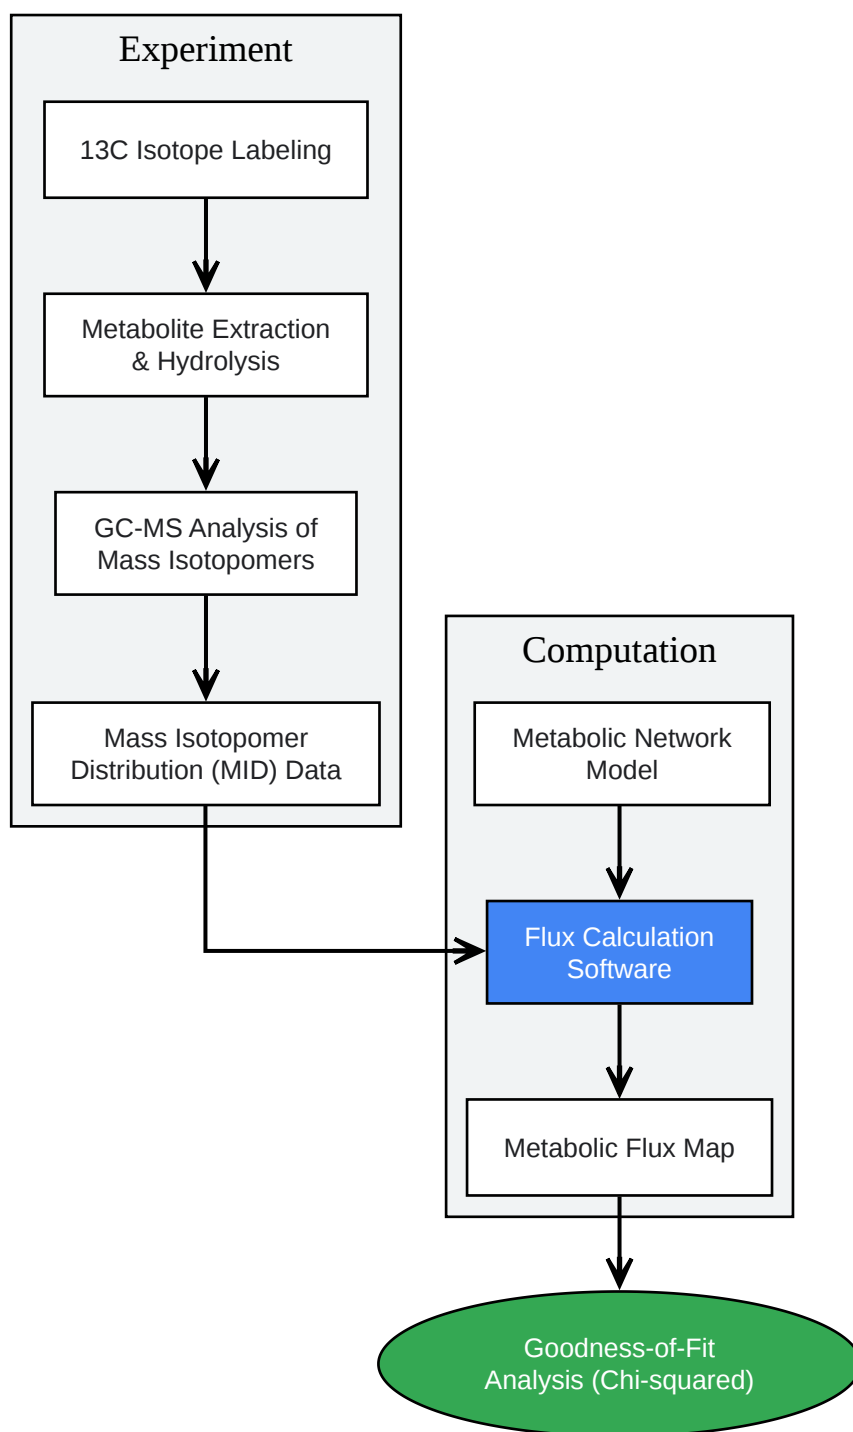 Experiment
13C Isotope Labeling
Metabolite Extraction
& Hydrolysis
GC-MS Analysis of
Mass Isotopomers
Mass Isotopomer
Distribution (MID) Data
Computation
Metabolic Network
Model
Flux Calculation
Software
Metabolic Flux Map
Goodness-of-Fit
Analysis (Chi-squared)